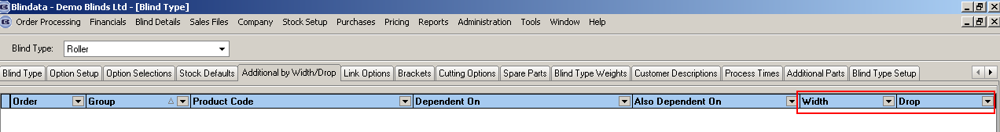 Blindata - Demo Blinds Ltd - [Blind Type]
Order Processing Financials Blind Details Sales Files Company Stock Setup Purchases Pricing Reports Administration Tools Window Help
Blind Type: Roller
Blind Type Option Setup Option Selections Stock Defaults Additional by Width/Drop Link Options Brackets Cutting Options Spare Parts Blind Type Weights Customer Descriptions Process Times Additional Parts Blind Type Setup
Order Group Product Code Dependent On Also Dependent On Width Drop